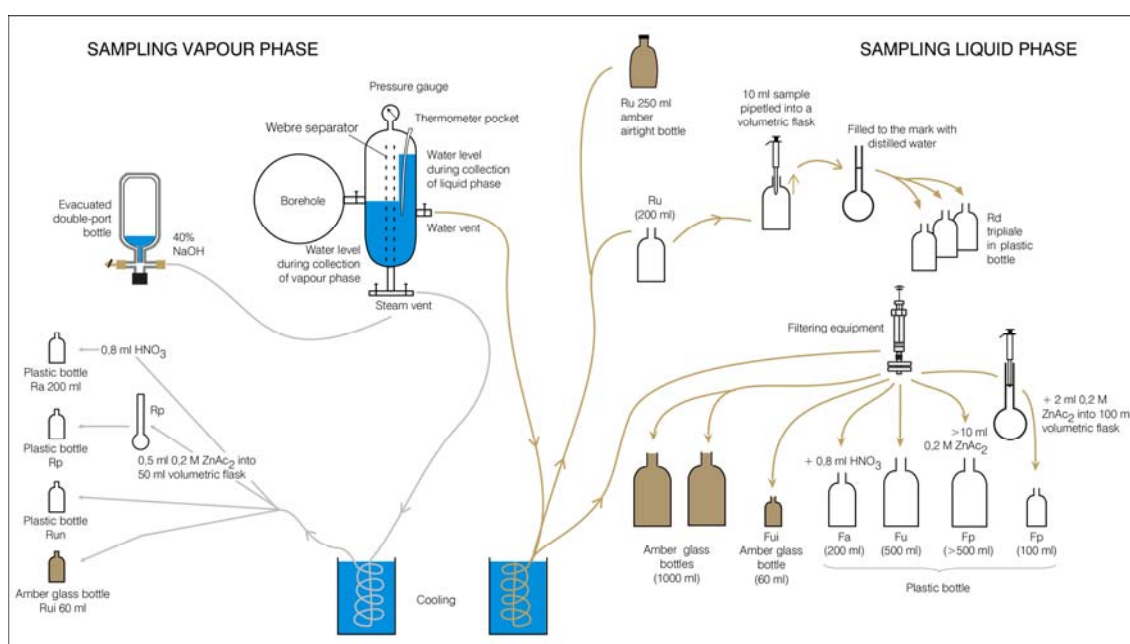 SAMPLING VAPOUR PHASE
SAMPLING LIQUID PHASE
Pressure gauge
Thermometer pocket
Webre separator
Water level
during collection
of liquid phase
Borehole
Water vent
Water level
during collection
of vapour phase
Steam vent
Evacuated
double-port
bottle
40%
NaOH
0,8 ml HNO3
Plastic bottle
Ra 200 ml
Rp
Plastic bottle
Rp
0,5 ml 0,2 M ZnAc2 into
50 ml volumetric flask
Plastic bottle
Run
Amber glass bottle
Rui 60 ml
Cooling
Ru 250 ml
amber
airtight bottle
10 ml sample
pipetled into a
volumetric flask
Filled to the mark with
distilled water
Ru
(200 ml)
Rd
tripliale
in plastic
bottle
Filtering equipment
+ 2 ml 0,2 M
ZnAc2 into 100 m
volumetric flask
>10 ml
0,2 M ZnAc2
+ 0,8 ml HNO3
Amber glass
bottles
(1000 ml)
Fui
Amber glass
bottle
(60 ml)
Fa
(200 ml)
Fu
(500 ml)
Fp
(>500 ml)
Fp
(100 ml)
Plastic bottle